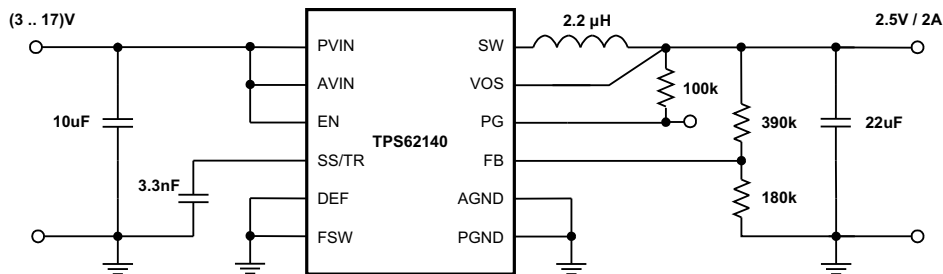 (3 .. 17)V
2.2 µH
2.5V / 2A
PVIN
SW
AVIN
VOS
100k
10uF
EN
PG
390k
22uF
TPS62140
SS/TR
FB
3.3nF
DEF
AGND
180k
FSW
PGND